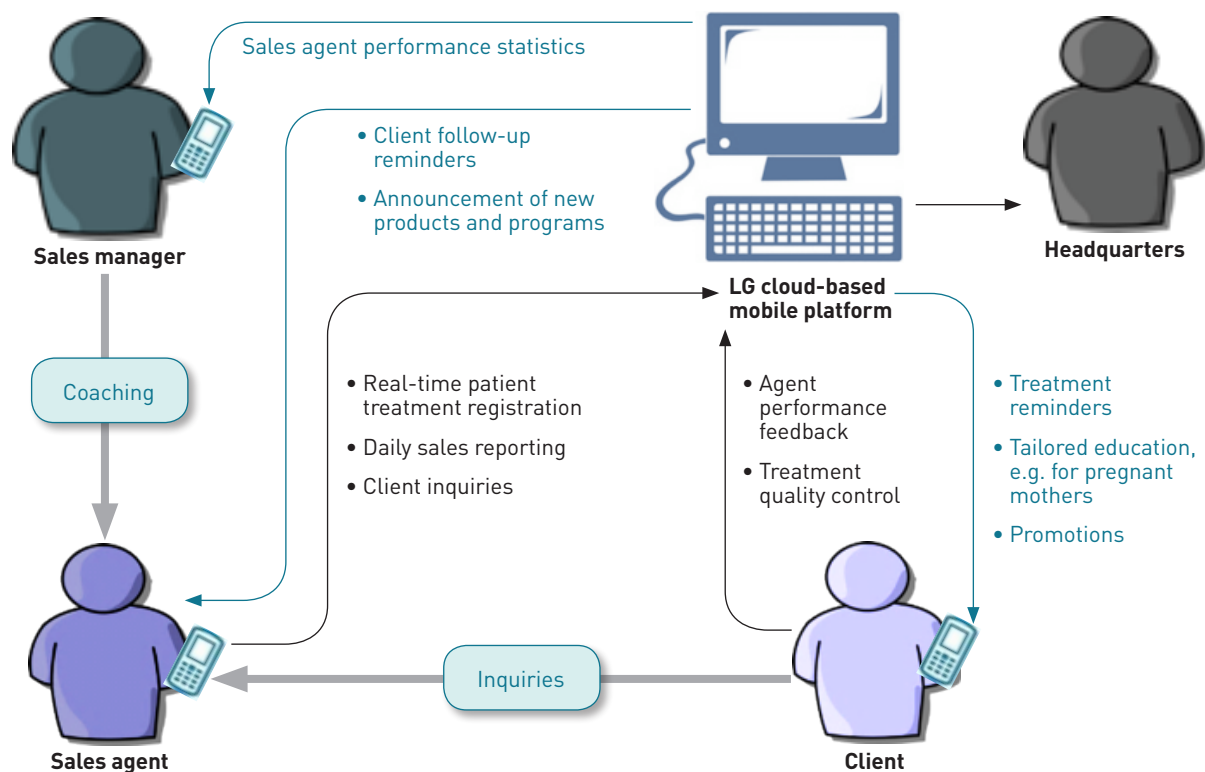 Sales agent performance statistics
• Client follow-up
reminders
• Announcement of new
products and programs
Sales manager
Headquarters
LG cloud-based
mobile platform
Coaching
• Real-time patient
treatment registration
• Daily sales reporting
• Client inquiries
• Agent
performance
feedback
• Treatment
quality control
• Treatment
reminders
• Tailored education,
e.g. for pregnant
mothers
• Promotions
Inquiries
Sales agent
Client